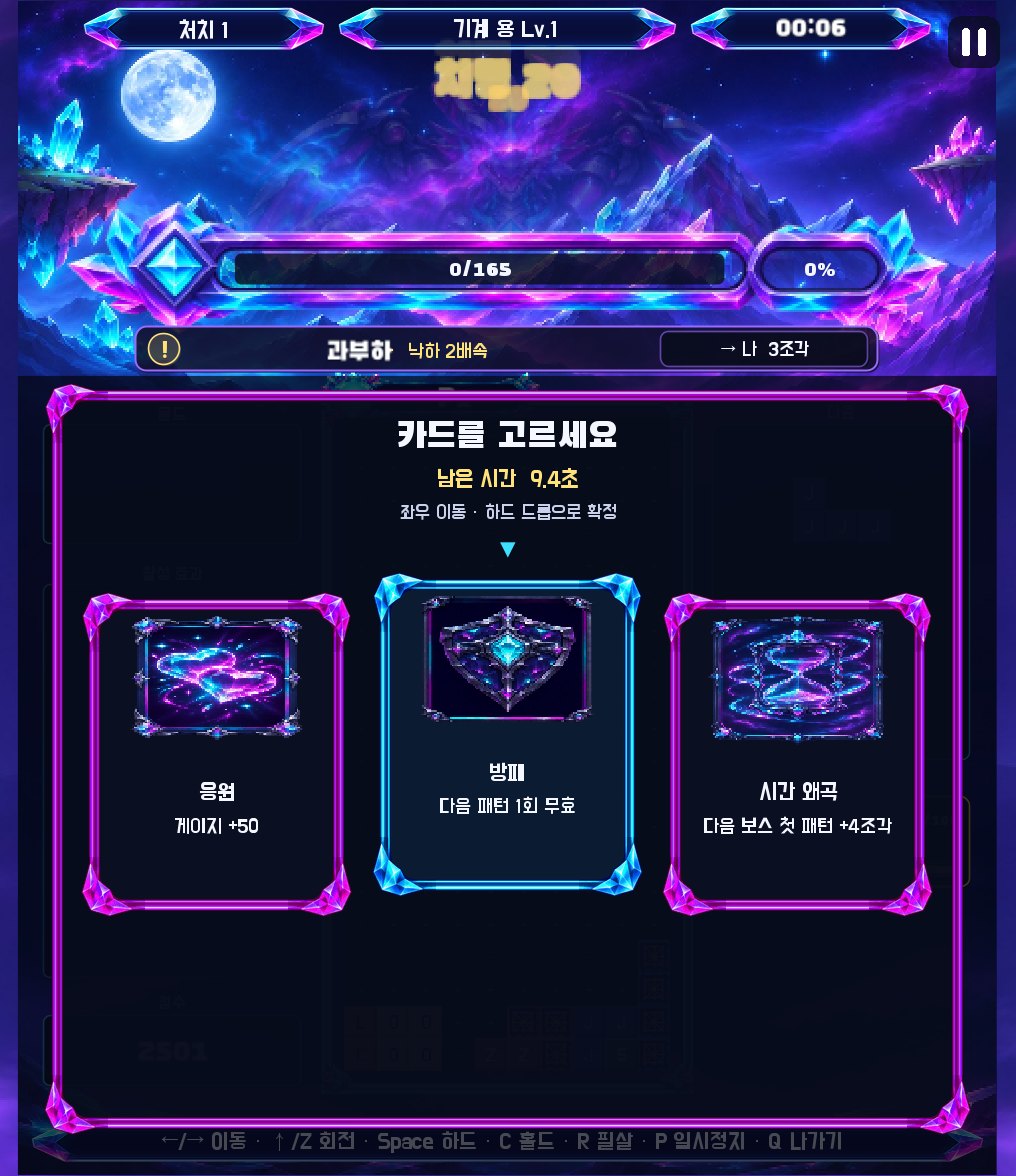 처치 1
기계 용 Lv.1
00:06
0/165
0%
! 과부하 낙하 2배속 → 나 3조각
카드를 고르세요
남은 시간 9.4초
좌우 이동 · 하드 드롭으로 확정
▼
응원
게이지 +50
방패
다음 패턴 1회 무효
시간 왜곡
다음 보스 첫 패턴 +4조각
점수
2501
←/→ 이동 · ↑/Z 회전 · Space 하드 · C 홀드 · R 필살 · P 일시정지 · Q 나가기